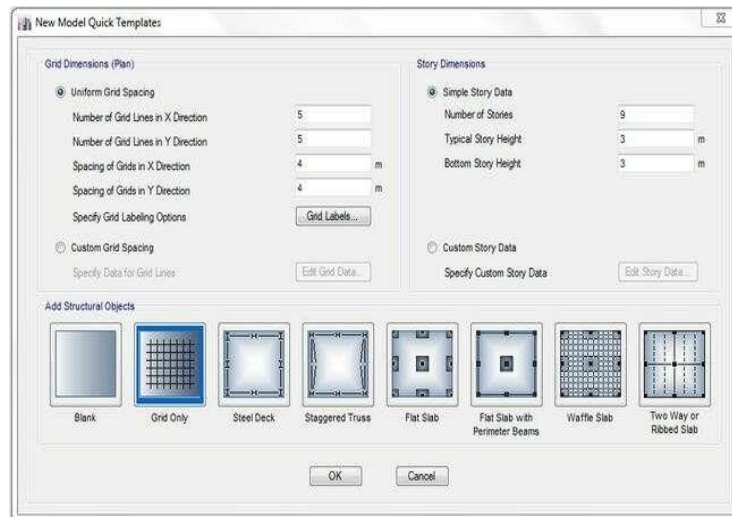 New Model Quick Templates
Grid Dimensions (Plan)
Uniform Grid Spacing
Number of Grid Lines in X Direction 5
Number of Grid Lines in Y Direction 5
Spacing of Grids in X Direction 4 m
Spacing of Grids in Y Direction 4 m
Specify Grid Labeling Options Grid Labels...
Custom Grid Spacing
Specify Data for Grid Lines Edit Grid Data...
Story Dimensions
Simple Story Data
Number of Stories 9
Typical Story Height 3 m
Bottom Story Height 3 m
Custom Story Data
Specify Custom Story Data Edit Story Data...
Add Structural Objects
Blank
Grid Only
Steel Deck
Staggered Truss
Flat Slab
Flat Slab with
Perimeter Beams
Waffle Slab
Two Way or
Ribbed Slab
OK Cancel